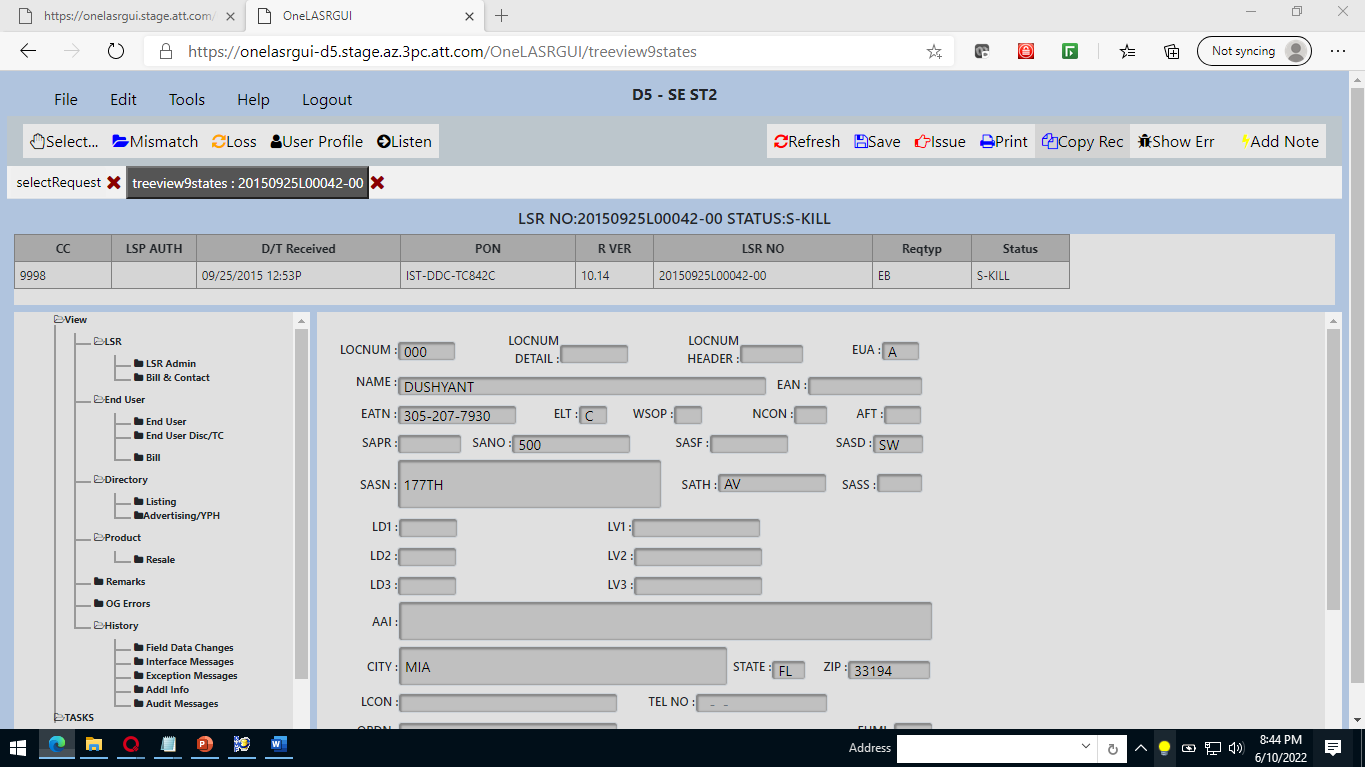 https://onelasrgui.stage.att.com/ OneLASRGUI
https://onelasrgui-d5.stage.az.3pc.att.com/OneLASRGUI/treeview9states Not syncing
File Edit Tools Help Logout D5 - SE ST2
Select... Mismatch Loss User Profile Listen Refresh Save Issue Print Copy Rec Show Err Add Note
selectRequest treeview9states : 20150925L00042-00
LSR NO:20150925L00042-00 STATUS:S-KILL
CC LSP AUTH D/T Received PON R VER LSR NO Reqtyp Status
9998 09/25/2015 12:53P IST-DDC-TC842C 10.14 20150925L00042-00 EB S-KILL
View
LSR
LSR Admin
Bill & Contact
End User
End User
End User Disc/TC
Bill
Directory
Listing
Advertising/YPH
Product
Resale
Remarks
OG Errors
History
Field Data Changes
Interface Messages
Exception Messages
Addl Info
Audit Messages
TASKS
LOCNUM : 000 LOCNUM DETAIL : LOCNUM HEADER : EUA : A
NAME : DUSHYANT EAN :
EATN : 305-207-7930 ELT : C WSOP : NCON : AFT :
SAPR : SANO : 500 SASF : SASD : SW
SASN : 177TH SATH : AV SASS :
LD1 : LV1 :
LD2 : LV2 :
LD3 : LV3 :
AAI :
CITY : MIA STATE : FL ZIP : 33194
LCON : TEL NO : _ - _ -
Address 8:44 PM
6/10/2022